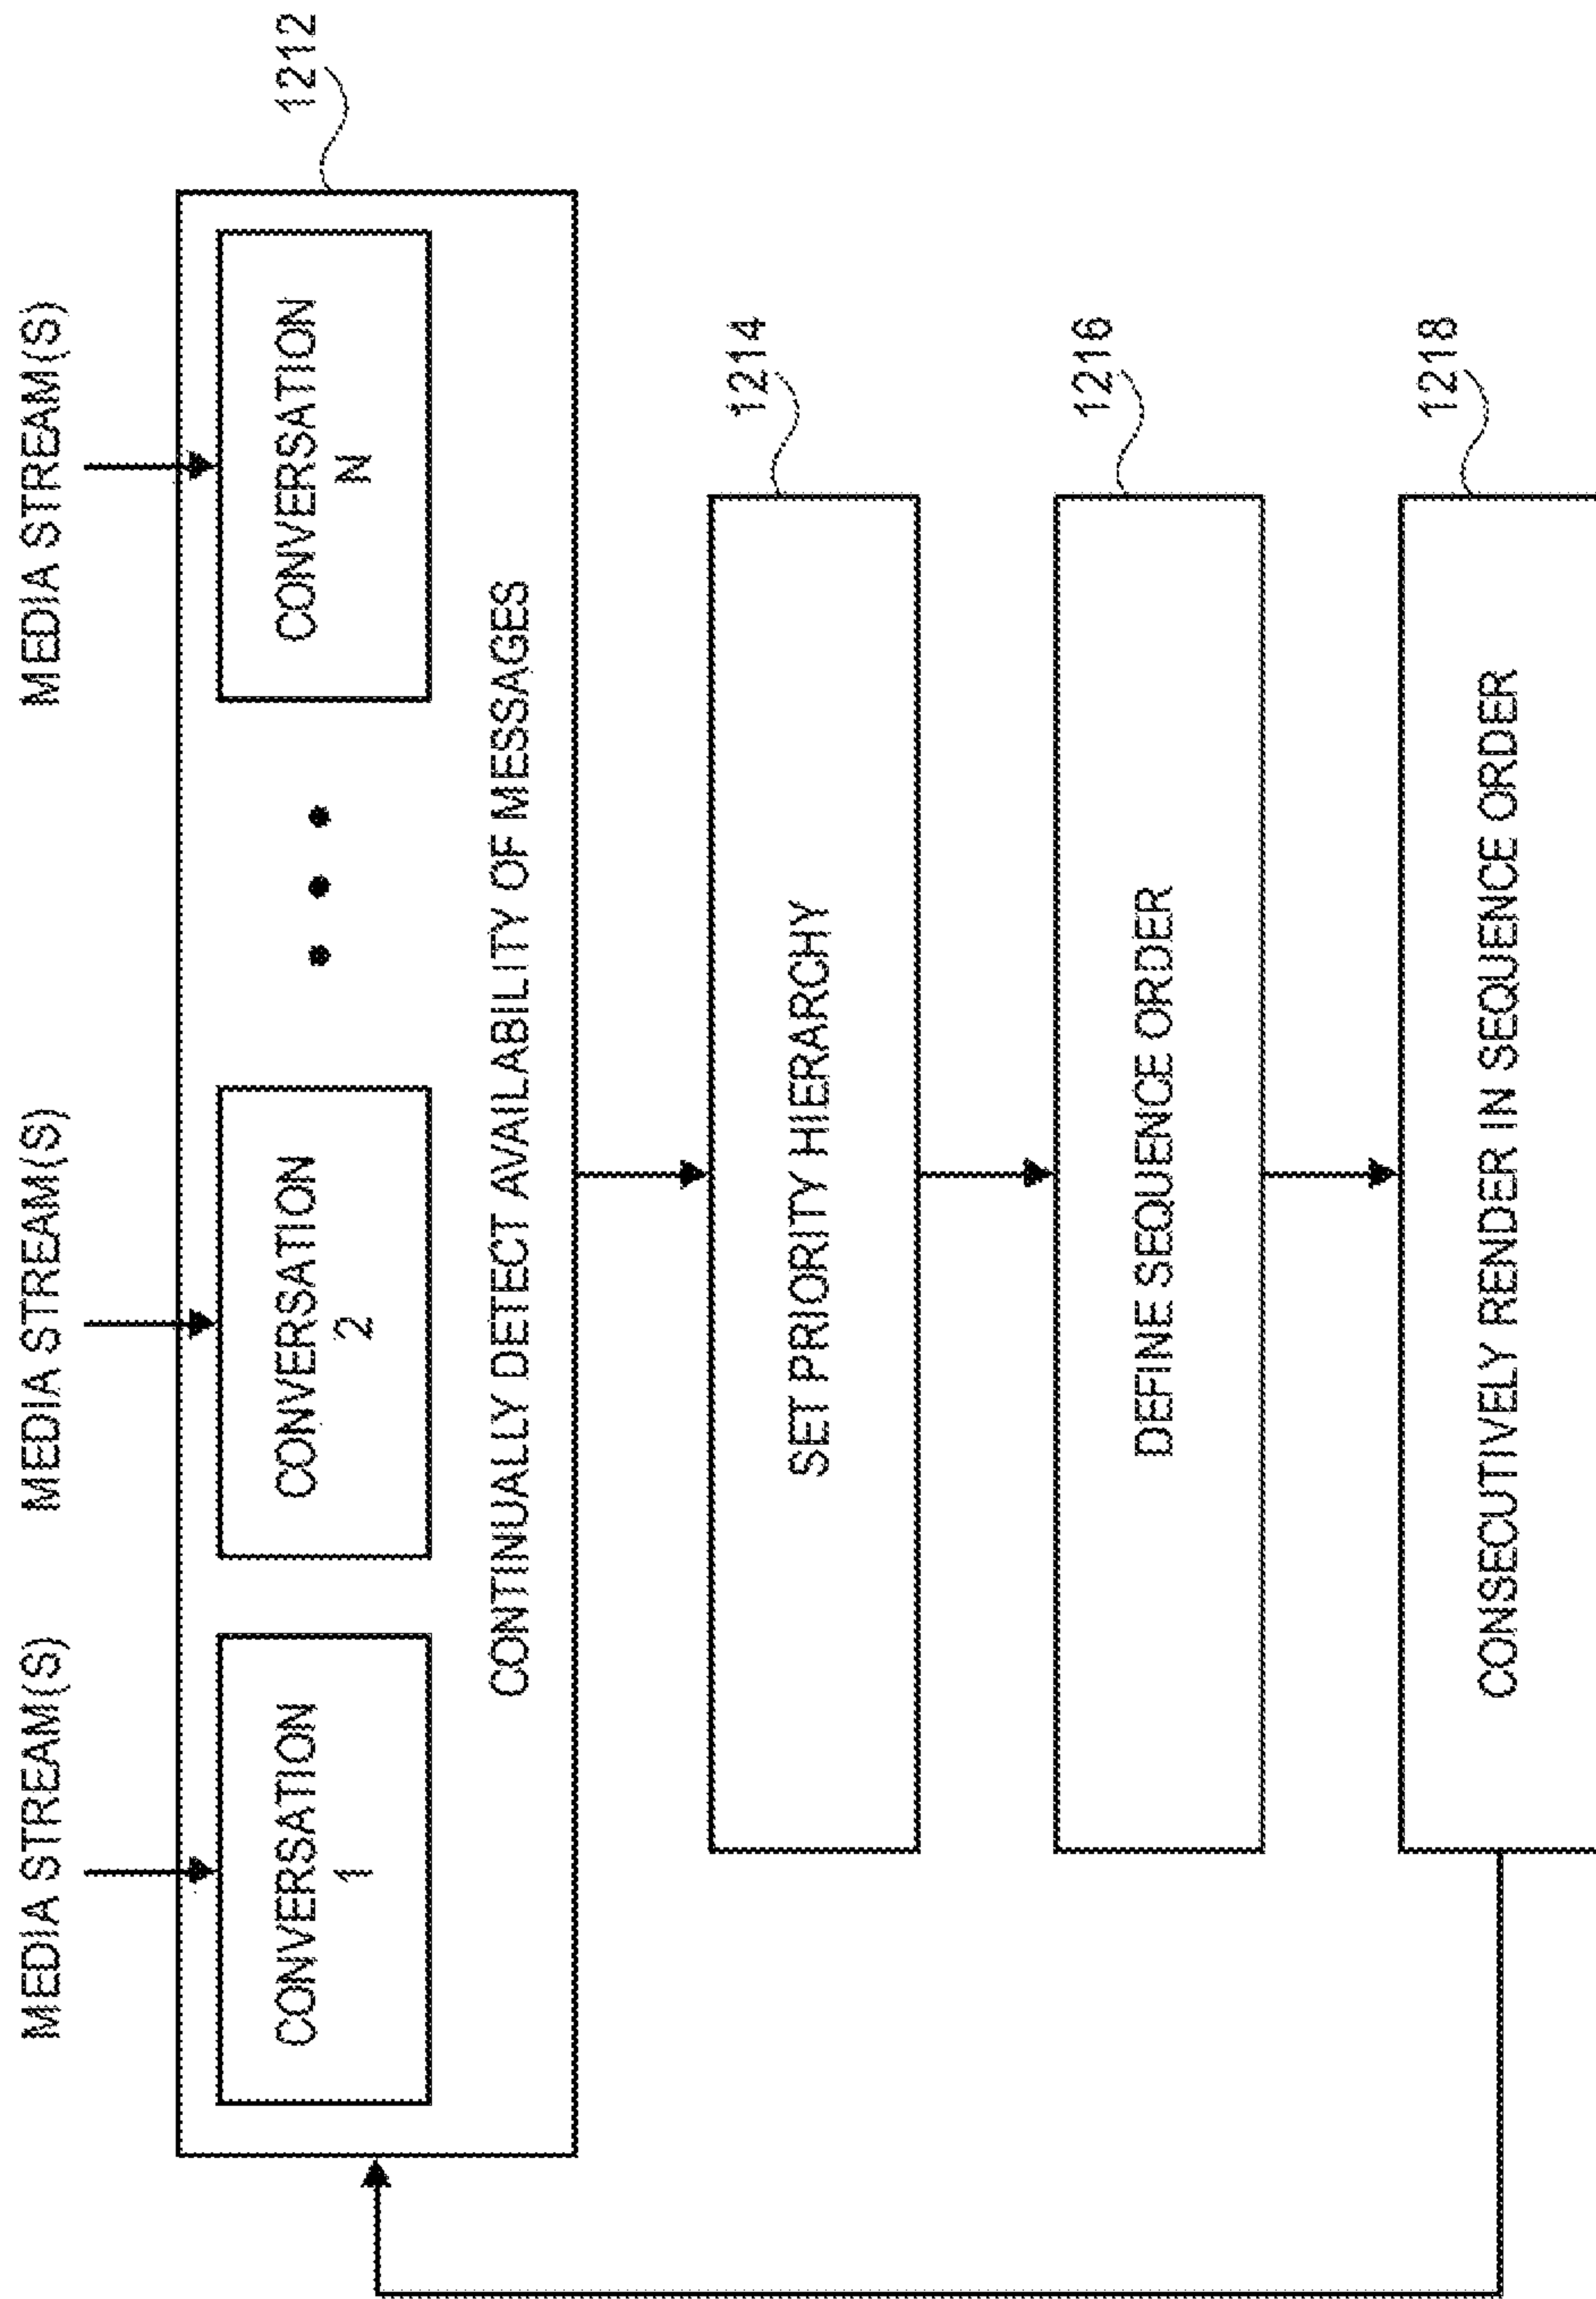 MEDIA STREAM(S)
MEDIA STREAM(S)
MEDIA STREAM(S)
1212
CONVERSATION
1
CONVERSATION
2
CONVERSATION
N
CONTINUALLY DETECT AVAILABILITY OF MESSAGES
1214
SET PRIORITY HIERARCHY
1216
DEFINE SEQUENCE ORDER
1218
CONSECUTIVELY RENDER IN SEQUENCE ORDER